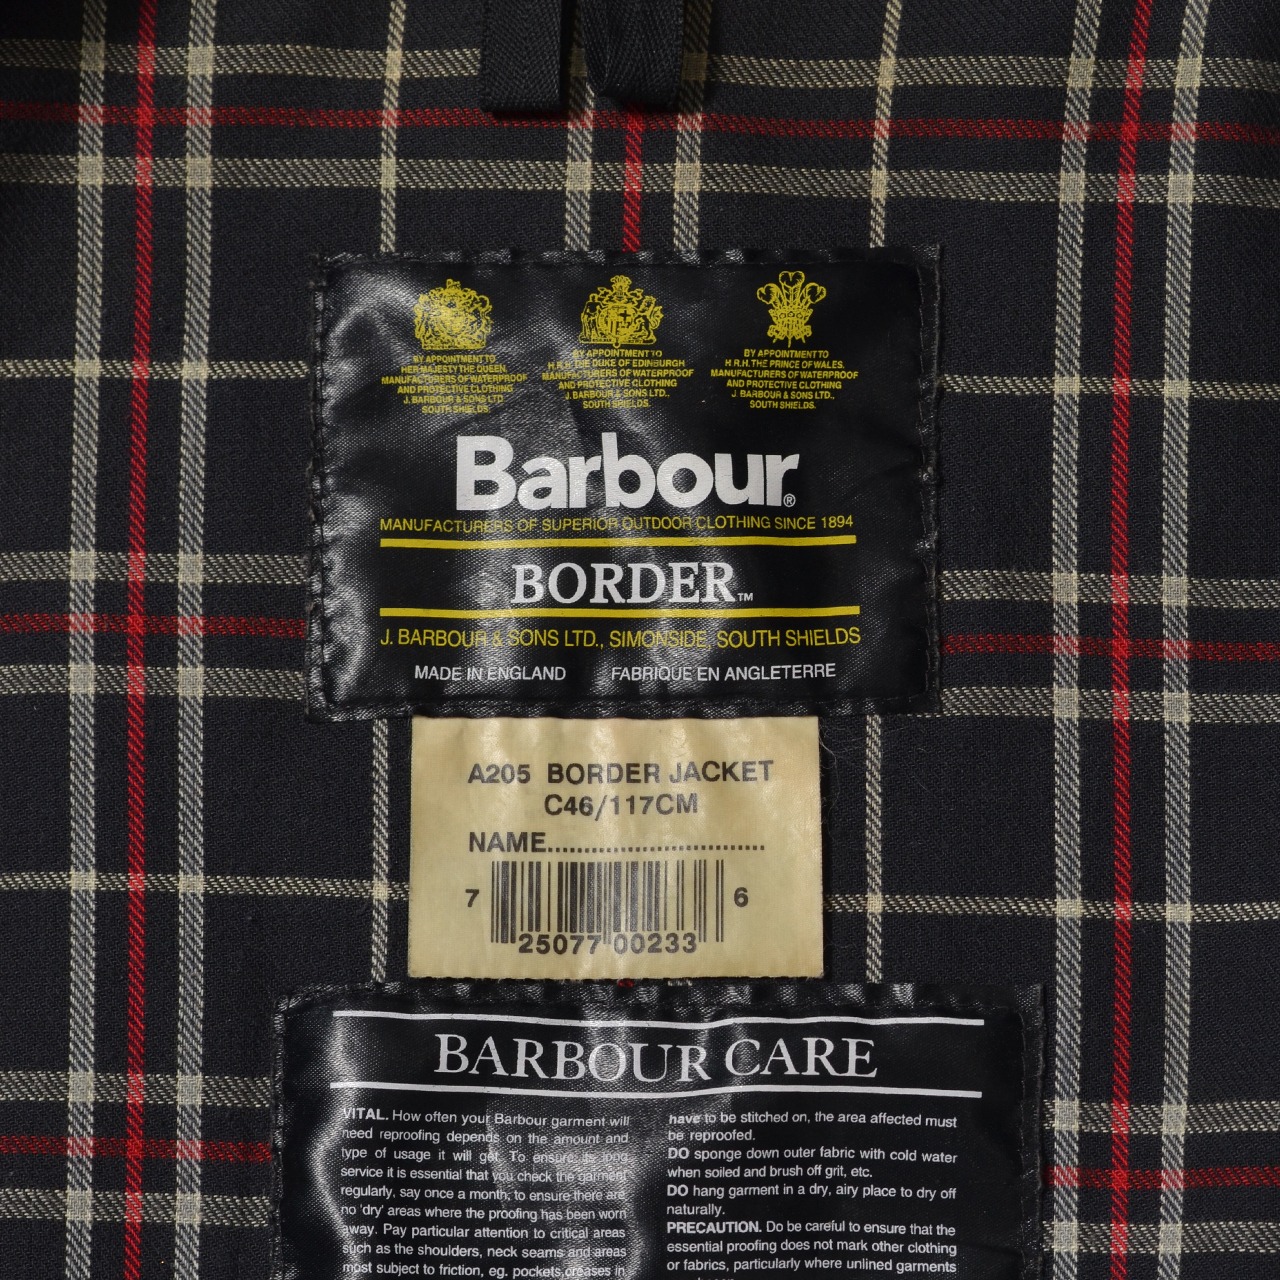 BY APPOINTMENT TO
HER MAJESTY THE QUEEN,
MANUFACTURERS OF WATERPROOF
AND PROTECTIVE CLOTHING
J. BARBOUR & SONS LTD
SOUTH SHIELDS.
BY APPOINTMENT TO
H.R.H. THE DUKE OF EDINBURGH
MANUFACTURERS OF WATERPROOF
AND PROTECTIVE CLOTHING
J. BARBOUR & SONS LTD.,
SOUTH SHIELDS.
BY APPOINTMENT TO
H.R.H. THE PRINCE OF WALES.
MANUFACTURERS OF WATERPROOF
AND PROTECTIVE CLOTHING
J. BARBOUR & SONS LTD.,
SOUTH SHIELDS.
Barbour®
MANUFACTURERS OF SUPERIOR OUTDOOR CLOTHING SINCE 1894
BORDER™
J. BARBOUR & SONS LTD., SIMONSIDE, SOUTH SHIELDS
MADE IN ENGLAND FABRIQUE EN ANGLETERRE
A205 BORDER JACKET
C46/117CM
NAME..............................
7 25077 00233 6
BARBOUR CARE
VITAL. How often your Barbour garment will
need reproofing depends on the amount and
type of usage it will get. To ensure its long
service it is essential that you check the garment
regularly, say once a month, to ensure there are
no 'dry' areas where the proofing has been worn
away. Pay particular attention to critical areas
such as the shoulders, neck seams and areas
most subject to friction, eg. pockets, creases in
have to be stitched on, the area affected must
be reproofed.
DO sponge down outer fabric with cold water
when soiled and brush off grit, etc.
DO hang garment in a dry, airy place to dry off
naturally.
PRECAUTION. Do be careful to ensure that the
essential proofing does not mark other clothing
or fabrics, particularly where unlined garments